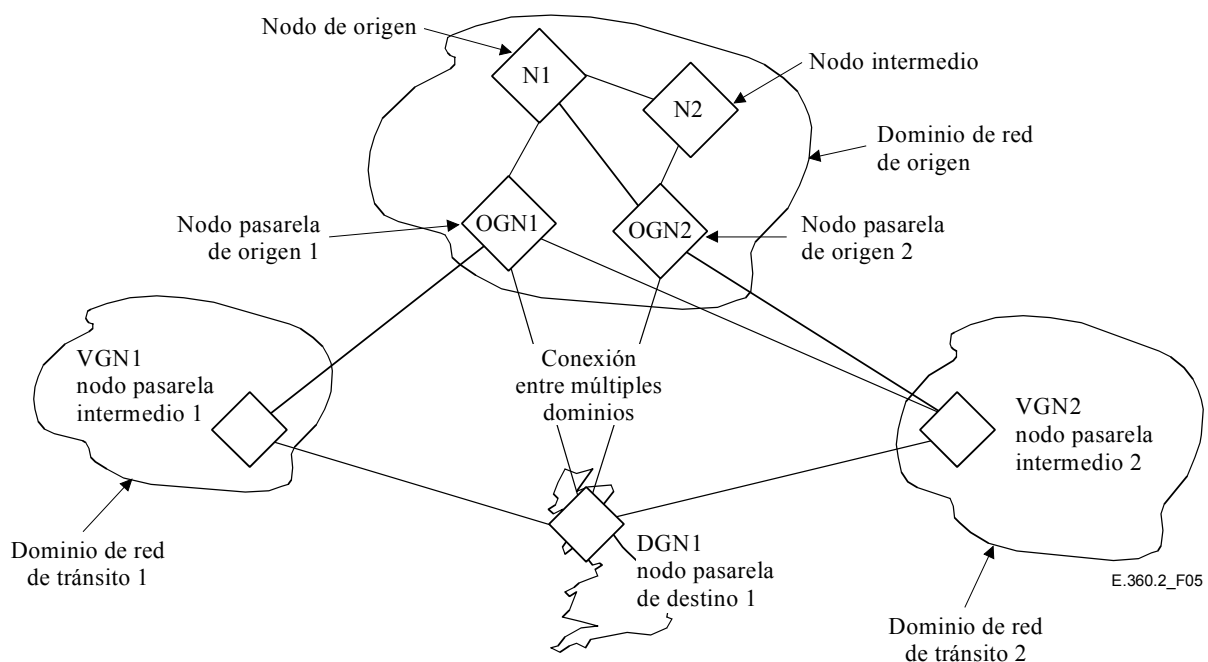 Nodo de origen
N1
Nodo intermedio
N2
Dominio de red
de origen
Nodo pasarela
de origen 1
OGN1
OGN2
Nodo pasarela
de origen 2
VGN1
nodo pasarela
intermedio 1
Conexión
entre múltiples
dominios
VGN2
nodo pasarela
intermedio 2
Dominio de red
de tránsito 1
DGN1
nodo pasarela
de destino 1
E.360.2_F05
Dominio de red
de tránsito 2